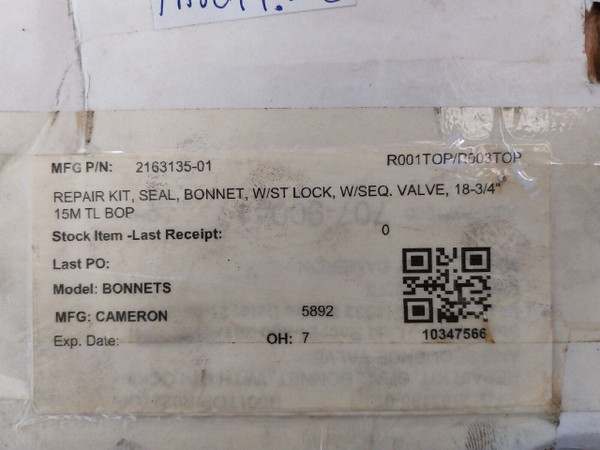 MFG P/N: 2163135-01 R001TOP/R003TOP
REPAIR KIT, SEAL, BONNET, W/ST LOCK, W/SEQ. VALVE, 18-3/4"
15M TL BOP
Stock Item -Last Receipt: 0
Last PO:
Model: BONNETS
MFG: CAMERON 5892
Exp. Date: OH: 7 10347566